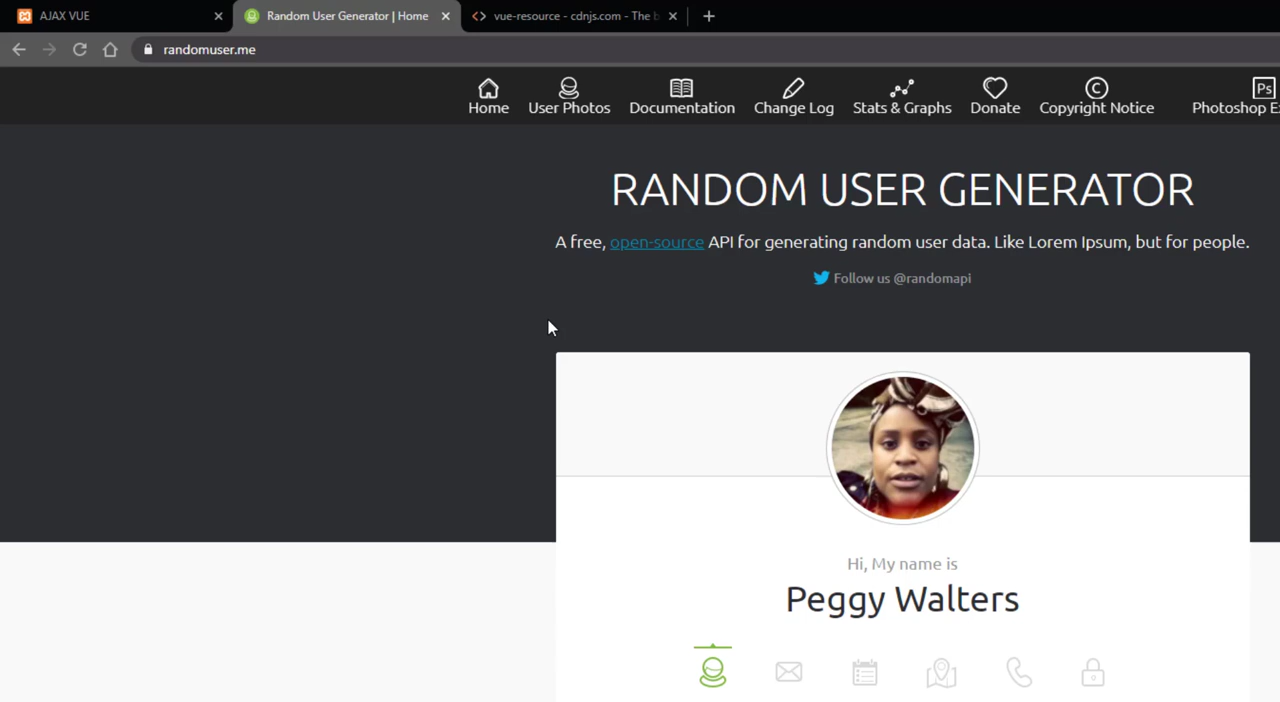 AJAX VUE
Random User Generator | Home
vue-resource - cdnjs.com - The b
randomuser.me
Home
User Photos
Documentation
Change Log
Stats & Graphs
Donate
Copyright Notice
Ps
Photoshop E
RANDOM USER GENERATOR
A free, open-source API for generating random user data. Like Lorem Ipsum, but for people.
Follow us @randomapi
Hi, My name is
Peggy Walters